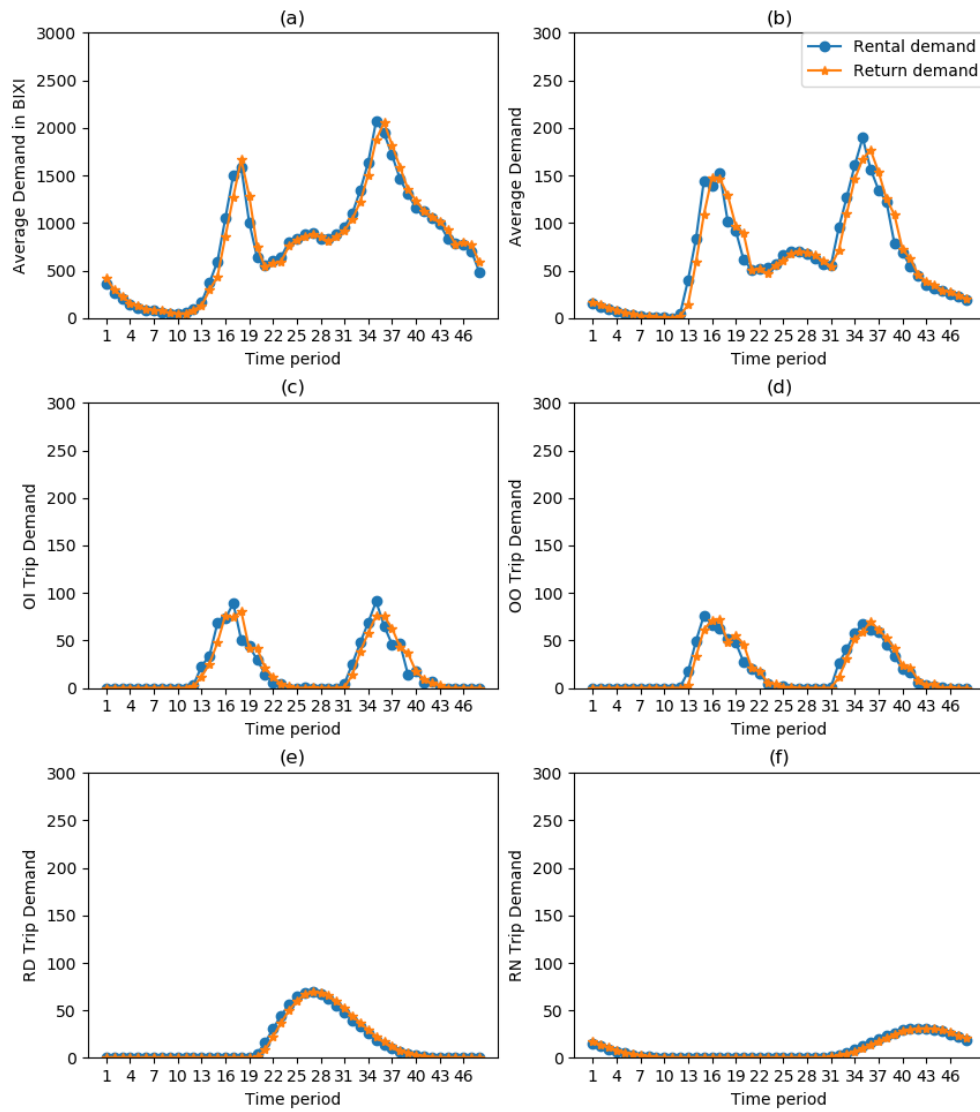 (a)
3000
2500
2000
1500
1000
500
0
Average Demand in BIXI
1 4 7 10 13 16 19 22 25 28 31 34 37 40 43 46
Time period
(b)
Rental demand
Return demand
300
250
200
150
100
50
0
Average Demand
1 4 7 10 13 16 19 22 25 28 31 34 37 40 43 46
Time period
(c)
300
250
200
150
100
50
0
OI Trip Demand
1 4 7 10 13 16 19 22 25 28 31 34 37 40 43 46
Time period
(d)
300
250
200
150
100
50
0
OO Trip Demand
1 4 7 10 13 16 19 22 25 28 31 34 37 40 43 46
Time period
(e)
300
250
200
150
100
50
0
RD Trip Demand
1 4 7 10 13 16 19 22 25 28 31 34 37 40 43 46
Time period
(f)
300
250
200
150
100
50
0
RN Trip Demand
1 4 7 10 13 16 19 22 25 28 31 34 37 40 43 46
Time period